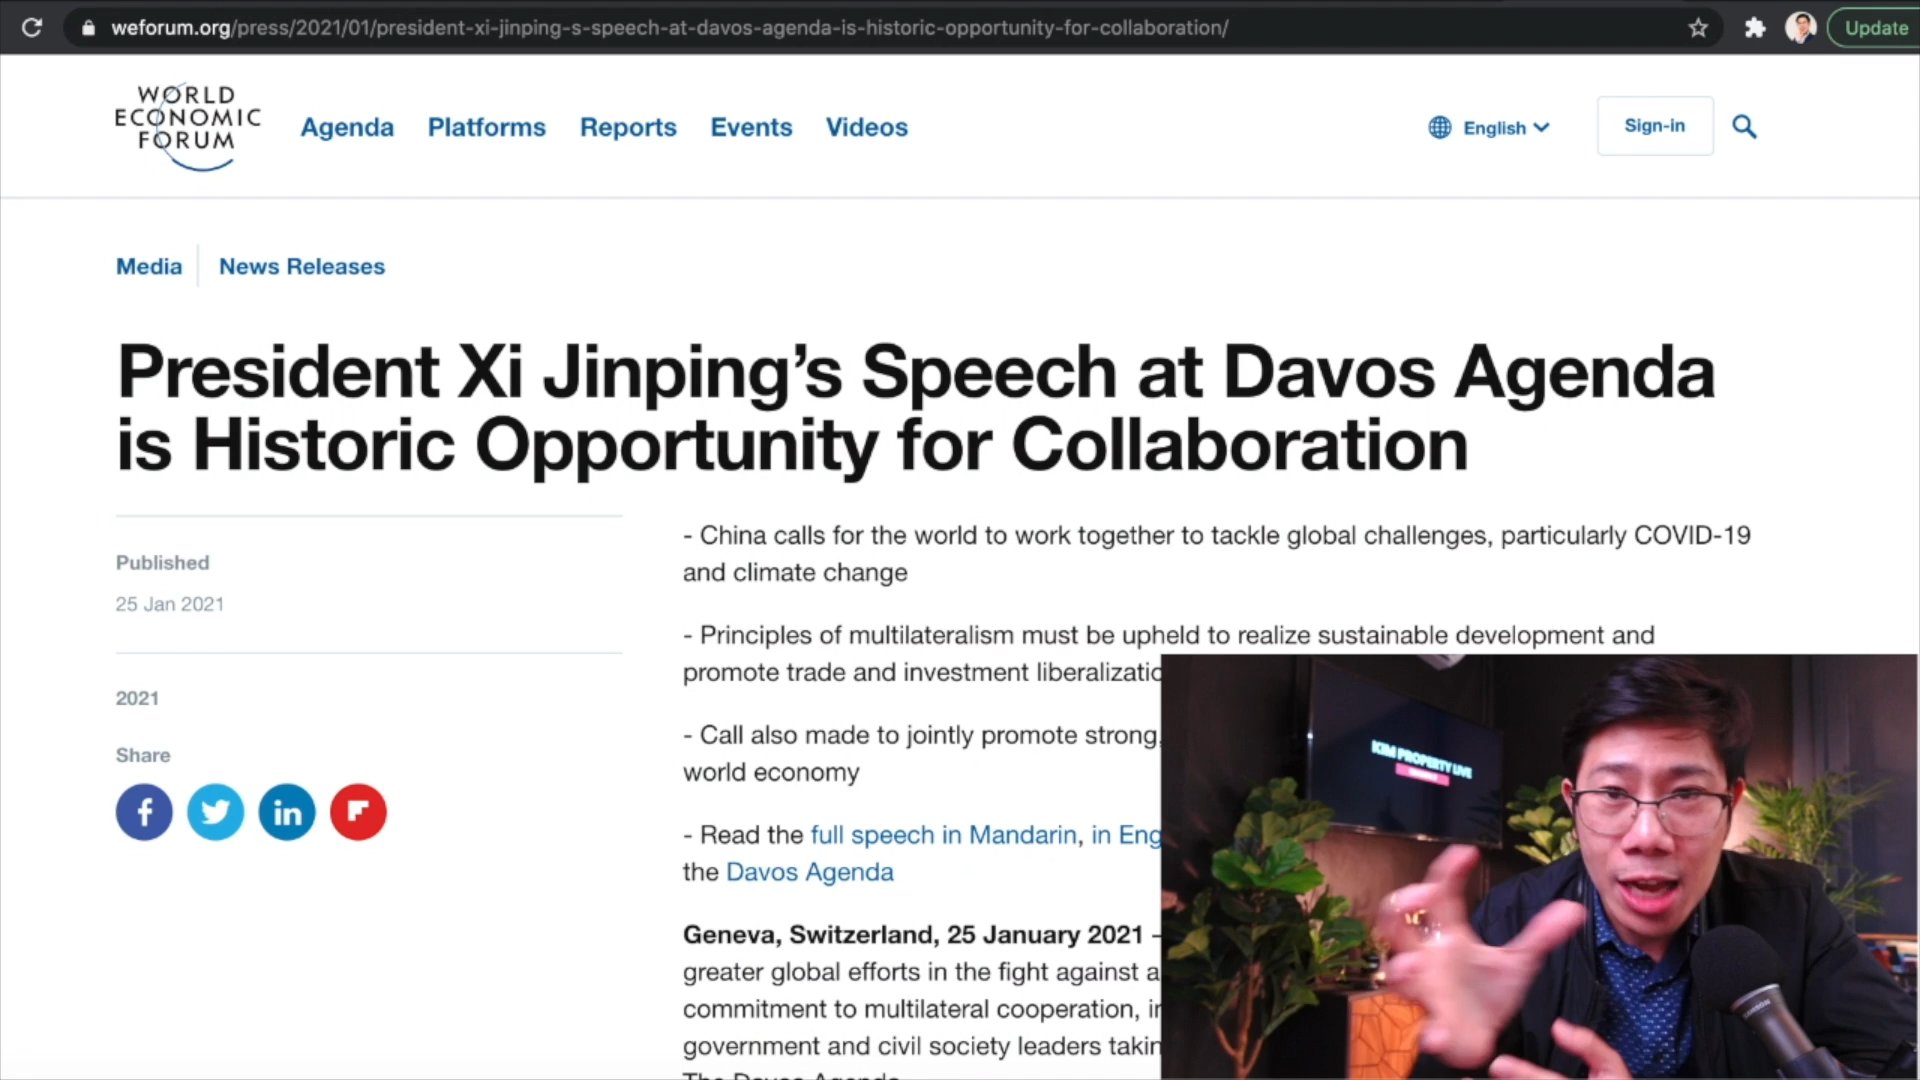 weforum.org/press/2021/01/president-xi-jinping-s-speech-at-davos-agenda-is-historic-opportunity-for-collaboration/
Update
WORLD
ECONOMIC
FORUM
Agenda
Platforms
Reports
Events
Videos
English
Sign-in
Media
News Releases
President Xi Jinping’s Speech at Davos Agenda
is Historic Opportunity for Collaboration
Published
25 Jan 2021
2021
Share
- China calls for the world to work together to tackle global challenges, particularly COVID-19
and climate change
- Principles of multilateralism must be upheld to realize sustainable development and
promote trade and investment liberalizatio
- Call also made to jointly promote strong,
world economy
- Read the full speech in Mandarin, in Eng
the Davos Agenda
Geneva, Switzerland, 25 January 2021 –
greater global efforts in the fight against a
commitment to multilateral cooperation, in
government and civil society leaders takin
The Davos Agenda
KIM PROPERTY LIVE
SAMSON